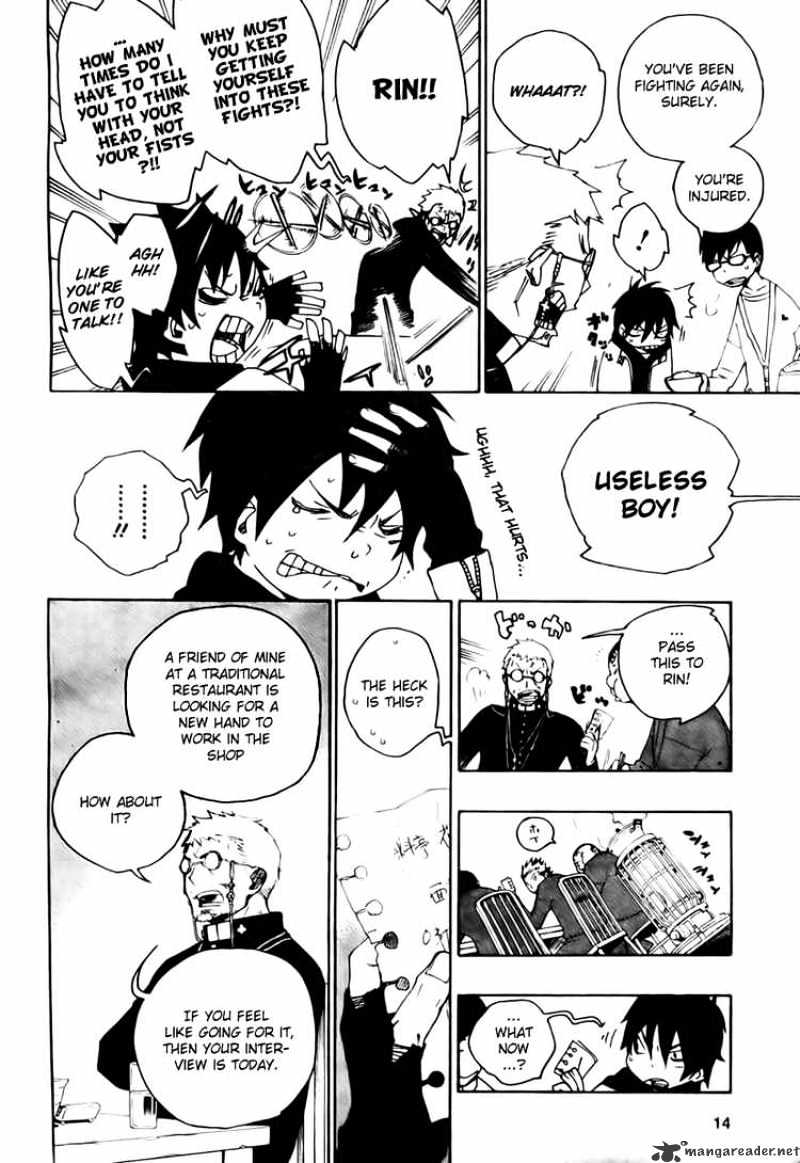 YOU'VE BEEN
FIGHTING AGAIN,
SURELY.
YOU'RE
INJURED.
WHAAAT?!
!
RIN!!
WHY MUST
YOU KEEP
GETTING
YOURSELF
INTO THESE
FIGHTS?!
...
HOW MANY
TIMES DO I
HAVE TO TELL
YOU TO THINK
WITH YOUR
HEAD, NOT
YOUR FISTS
?!!
AGH
HH!
LIKE
YOU'RE
ONE TO
TALK!!
USELESS
BOY!
UGHHH, THAT HURTS...
...... !!
...
PASS
THIS TO
RIN!
...
WHAT
NOW
...?
THE HECK
IS THIS?
料亭
A FRIEND OF MINE
AT A TRADITIONAL
RESTAURANT IS
LOOKING FOR A
NEW HAND TO
WORK IN THE
SHOP
HOW ABOUT
IT?
IF YOU FEEL
LIKE GOING FOR IT,
THEN YOUR INTER-
VIEW IS TODAY.
14
mangareader.net